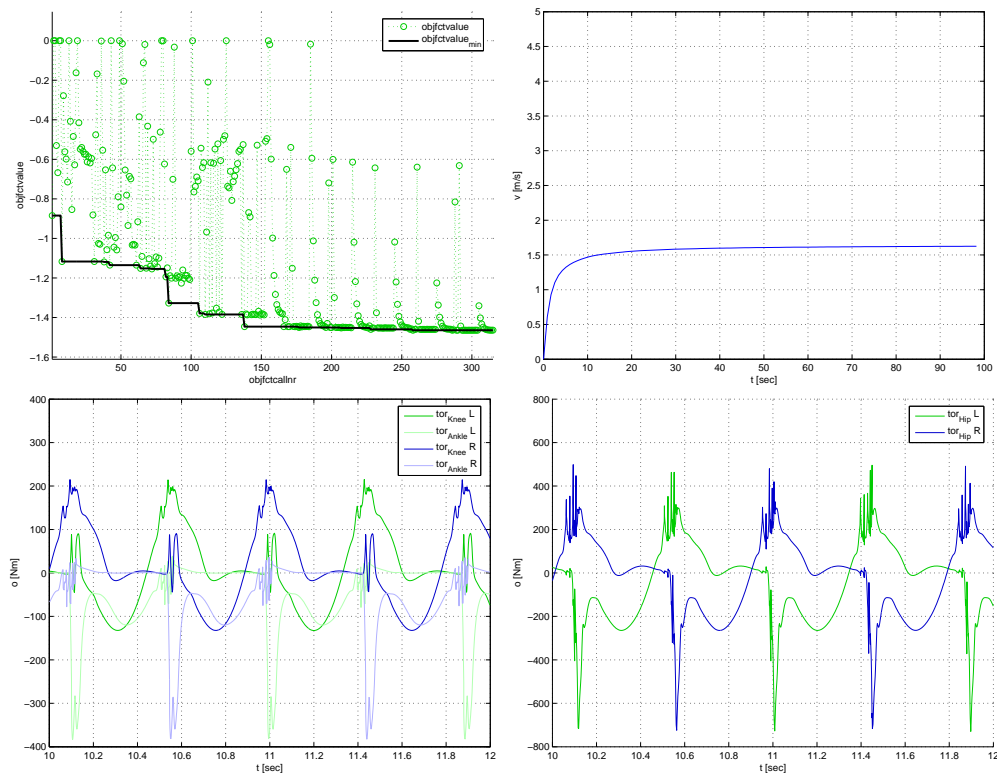 objfctvalue
objfctvalue_min
0
−0.2
−0.4
−0.6
−0.8
−1
−1.2
−1.4
−1.6
objfctvalue
50 100 150 200 250 300
objfctcallnr
5
4.5
4
3.5
3
2.5
2
1.5
1
0.5
0
v [m/s]
0 10 20 30 40 50 60 70 80 90 100
t [sec]
tor_Knee L
tor_Ankle L
tor_Knee R
tor_Ankle R
400
300
200
100
0
−100
−200
−300
−400
o [Nm]
10 10.2 10.4 10.6 10.8 11 11.2 11.4 11.6 11.8 12
t [sec]
tor_Hip L
tor_Hip R
800
600
400
200
0
−200
−400
−600
−800
o [Nm]
10 10.2 10.4 10.6 10.8 11 11.2 11.4 11.6 11.8 12
t [sec]